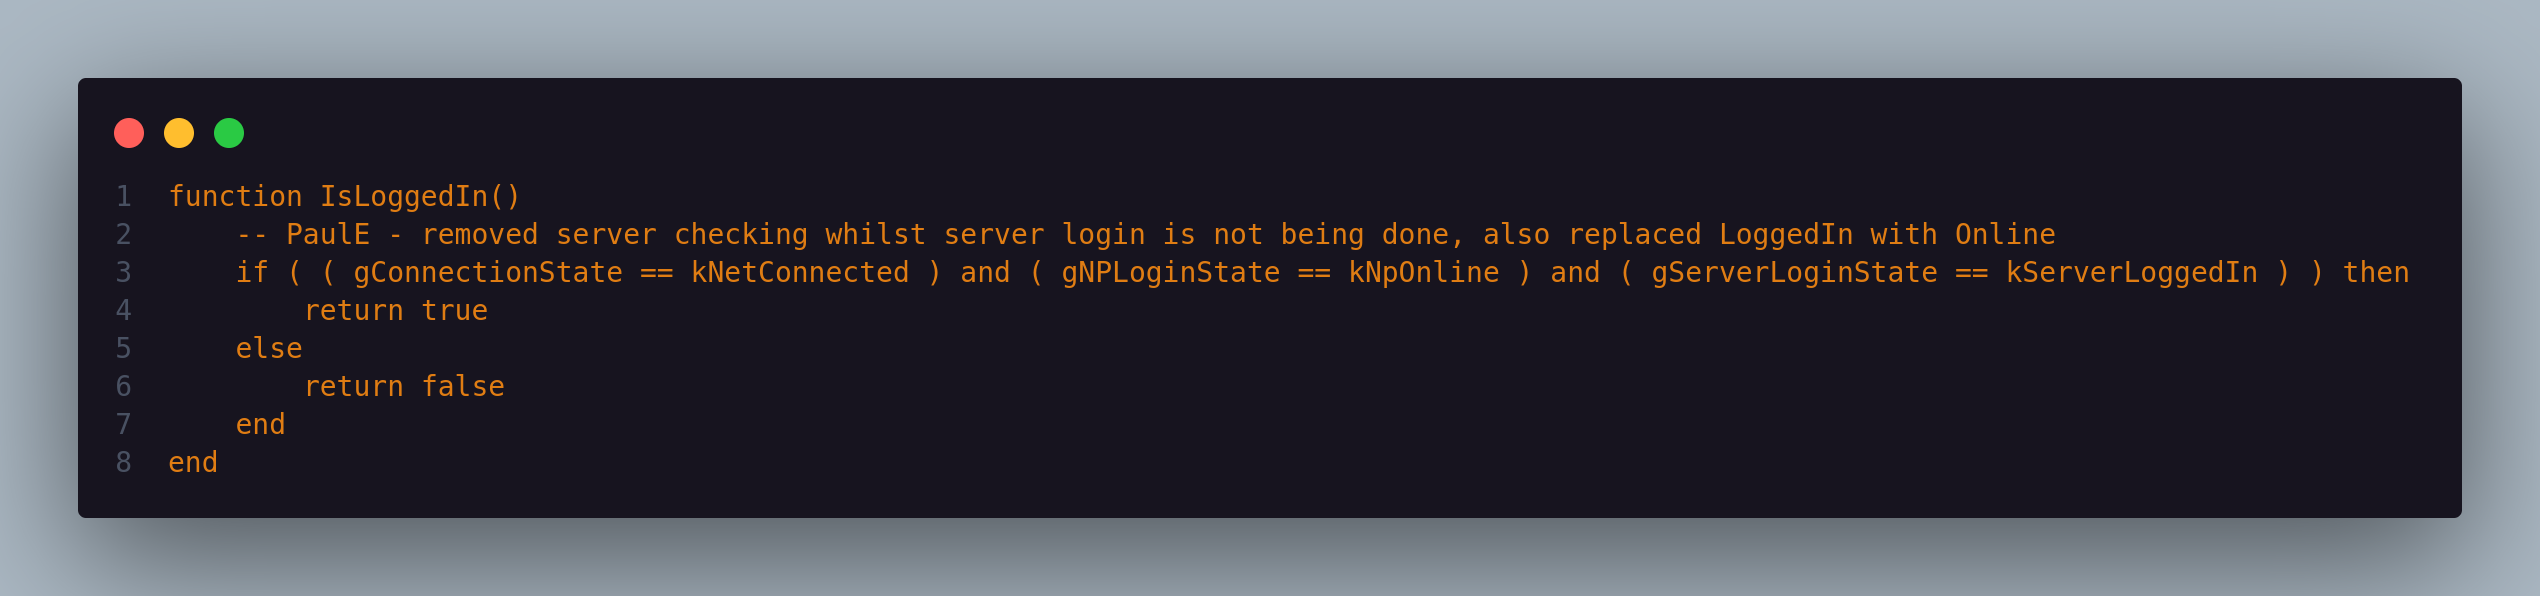 1 function IsLoggedIn()
2     -- PaulE - removed server checking whilst server login is not being done, also replaced LoggedIn with Online
3     if ( ( gConnectionState == kNetConnected ) and ( gNPLoginState == kNpOnline ) and ( gServerLoginState == kServerLoggedIn ) ) then
4         return true
5     else
6         return false
7     end
8 end